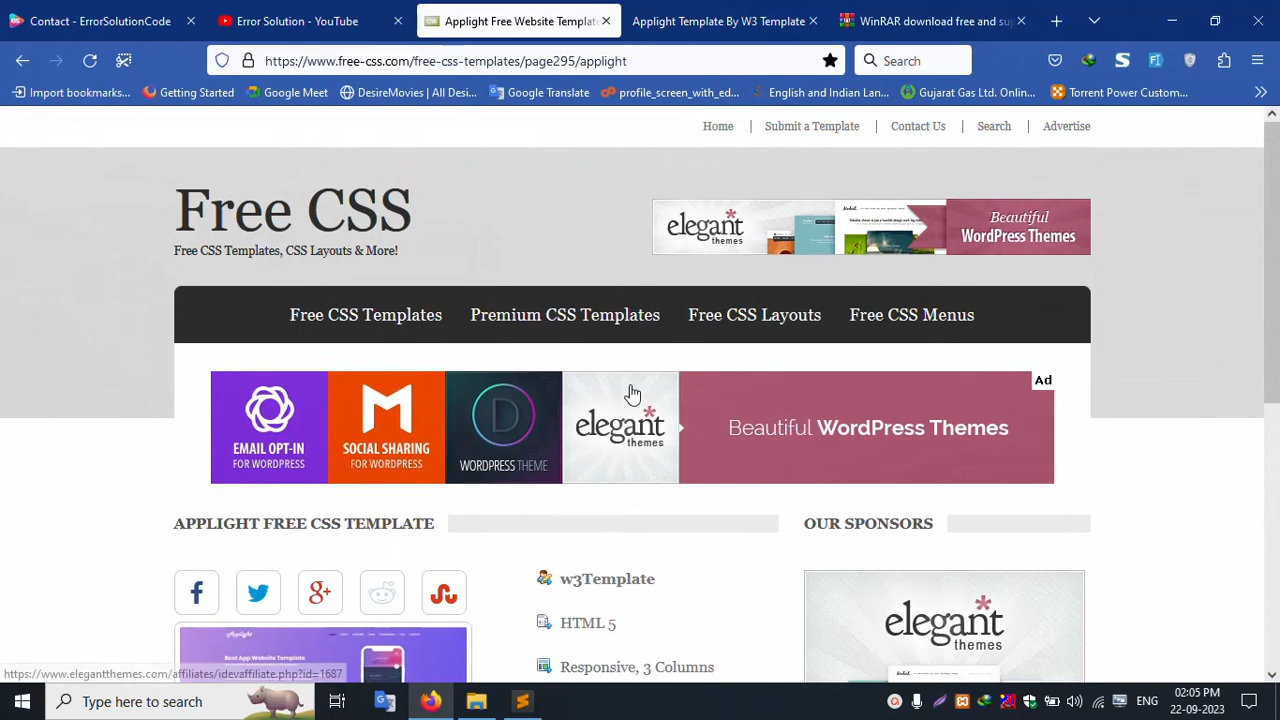 Contact - ErrorSolutionCode
Error Solution - YouTube
Applight Free Website Template
Applight Template By W3 Template
WinRAR download free and sup
https://www.free-css.com/free-css-templates/page295/applight
Search
Import bookmarks...
Getting Started
Google Meet
DesireMovies | All Desi...
Google Translate
profile_screen_with_ed...
English and Indian Lan...
Gujarat Gas Ltd. Onlin...
Torrent Power Custom...
Home
Submit a Template
Contact Us
Search
Advertise
Free CSS
Free CSS Templates, CSS Layouts & More!
elegant
themes
Beautiful
WordPress Themes
Free CSS Templates
Premium CSS Templates
Free CSS Layouts
Free CSS Menus
EMAIL OPT-IN
FOR WORDPRESS
SOCIAL SHARING
FOR WORDPRESS
D
WORDPRESS THEME
elegant
themes
Beautiful WordPress Themes
Ad
APPLIGHT FREE CSS TEMPLATE
OUR SPONSORS
w3Template
HTML 5
Responsive, 3 Columns
Applight
Best App Website Template
elegant
themes
https://www.elegantthemes.com/affiliates/idevaffiliate.php?id=1687
Type here to search
ENG
02:05 PM
22-09-2023